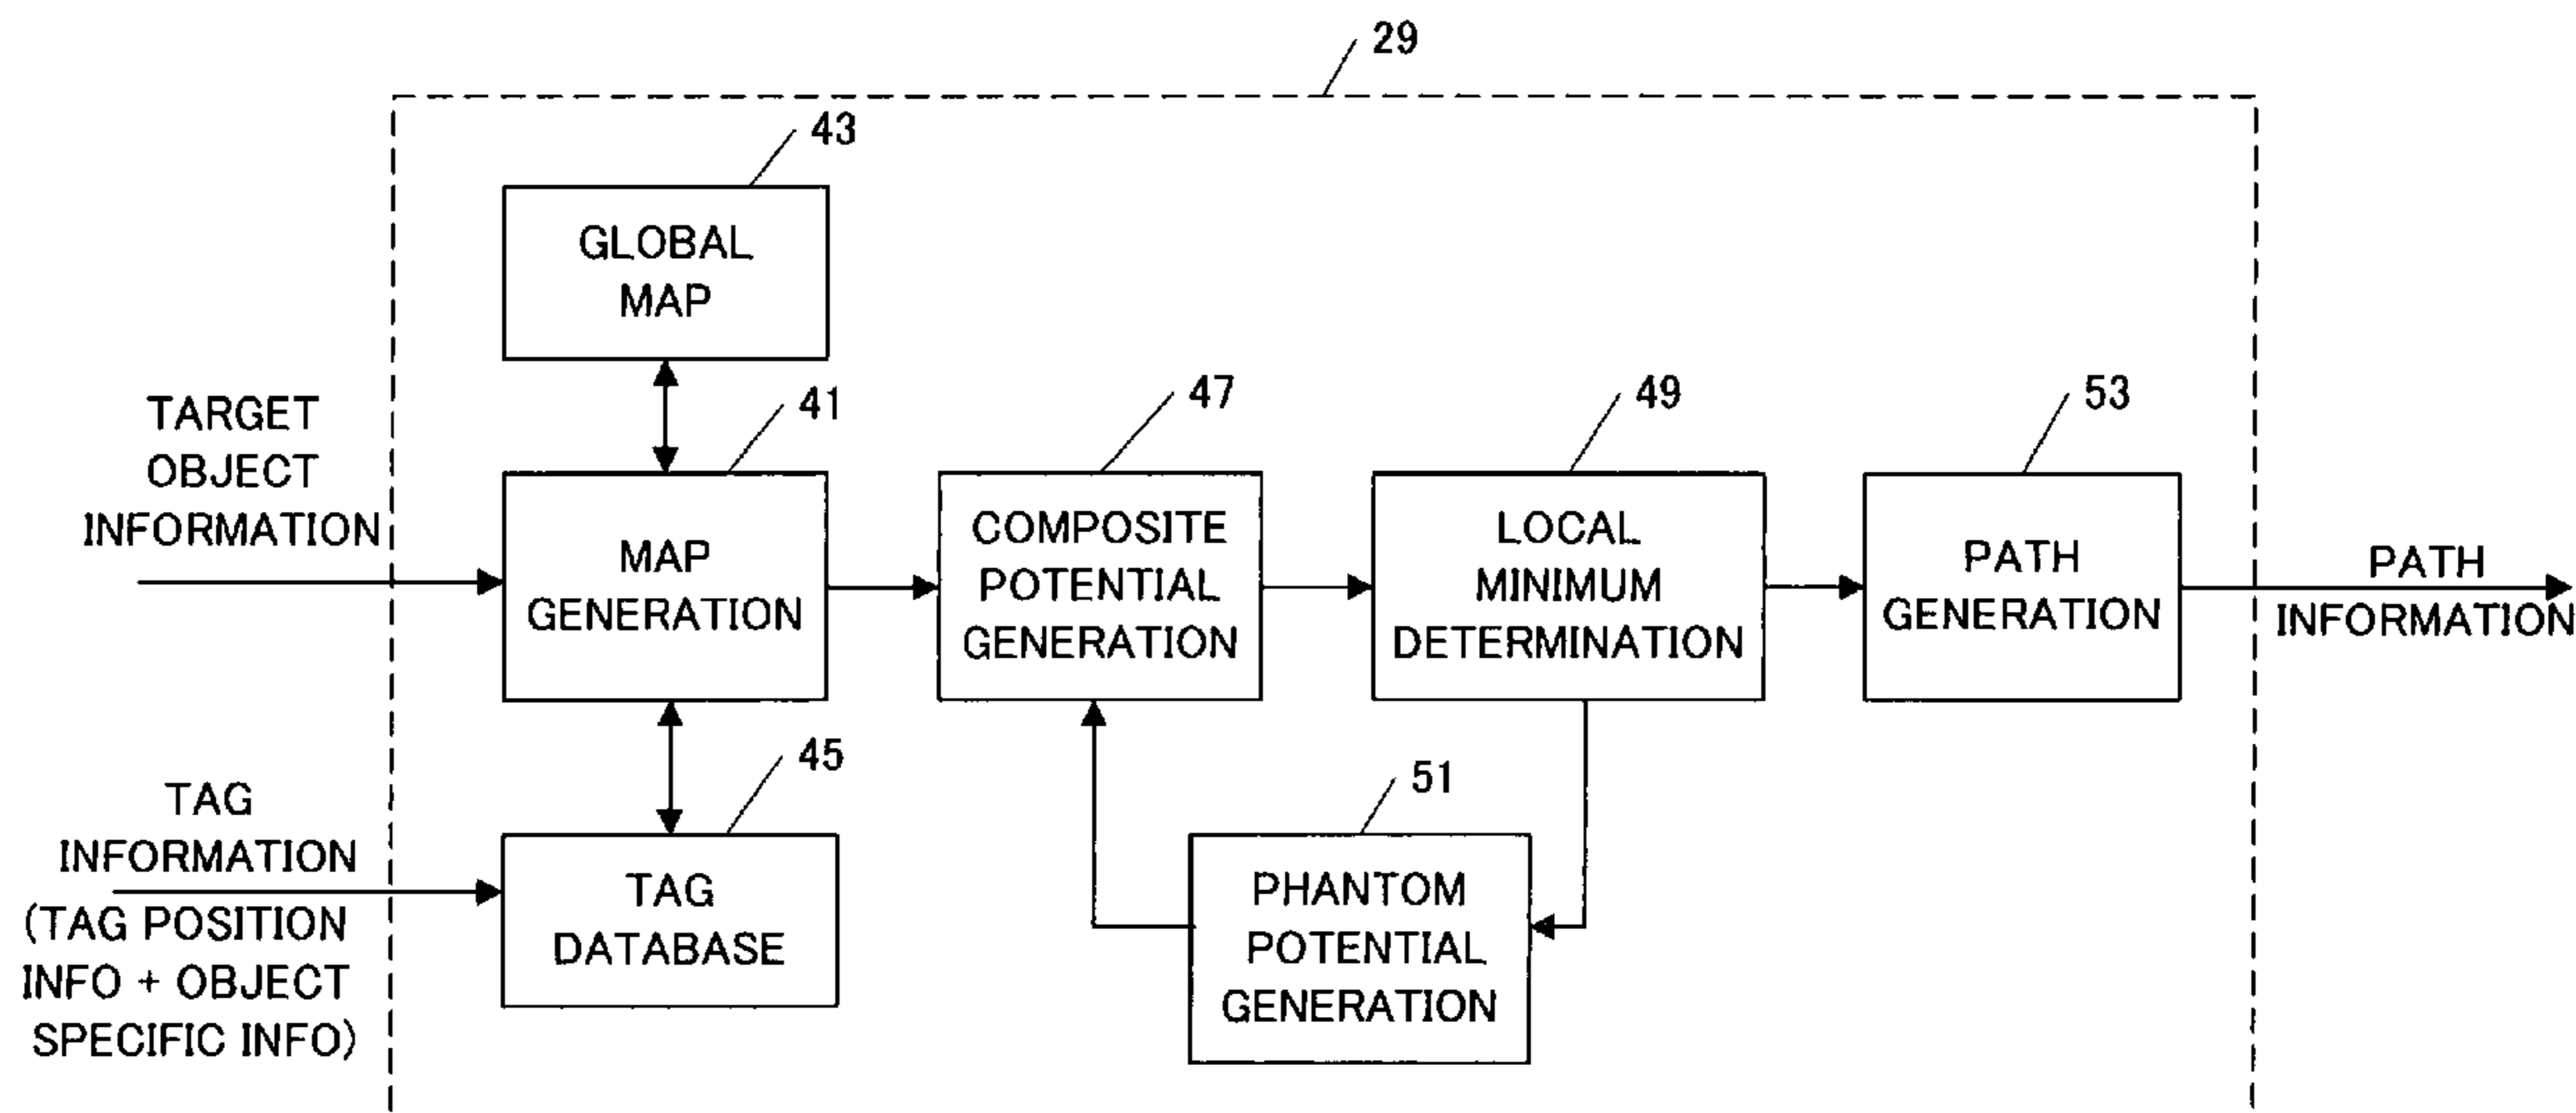 29
43
GLOBAL
MAP
TARGET
OBJECT
INFORMATION
41
MAP
GENERATION
47
COMPOSITE
POTENTIAL
GENERATION
49
LOCAL
MINIMUM
DETERMINATION
53
PATH
GENERATION
PATH
INFORMATION
TAG
INFORMATION
(TAG POSITION
INFO + OBJECT
SPECIFIC INFO)
45
TAG
DATABASE
51
PHANTOM
POTENTIAL
GENERATION